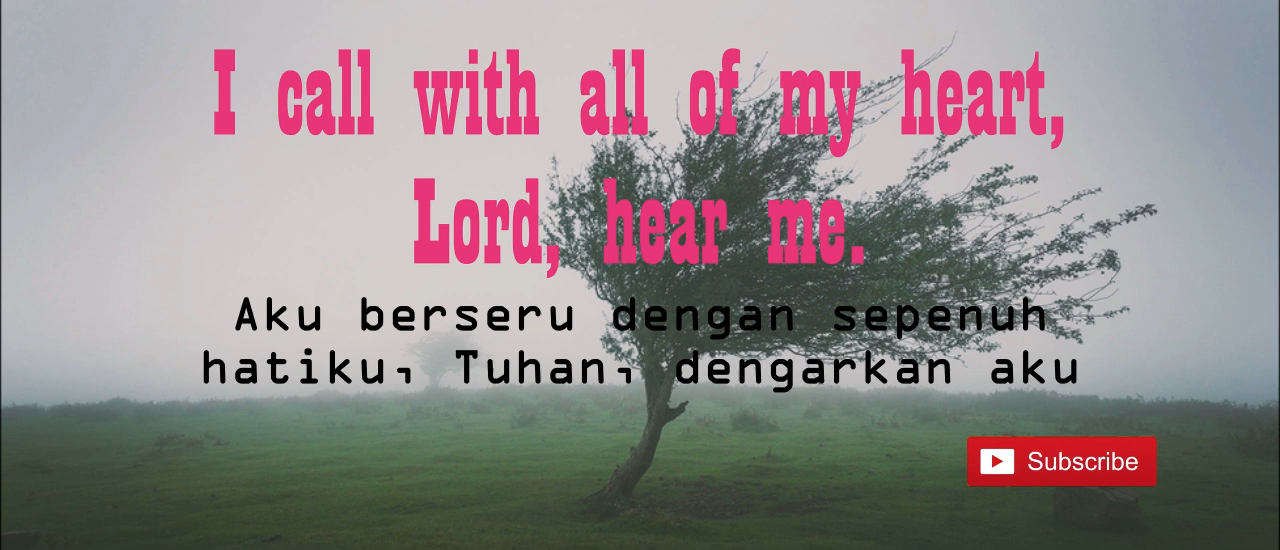 I call with all of my heart,
Lord, hear me.
Aku berseru dengan sepenuh
hatiku, Tuhan, dengarkan aku
Subscribe